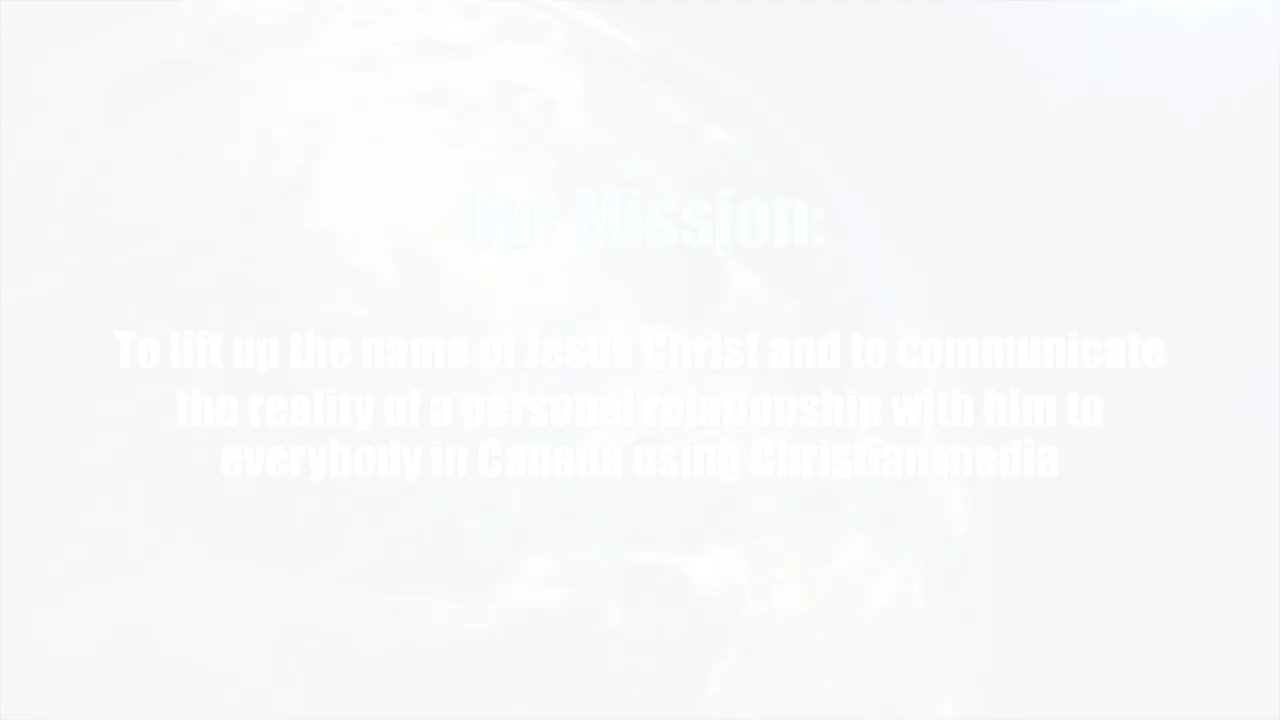 Our Mission:
To lift up the name of Jesus Christ and to communicate
the reality of a personal relationship with him to
everybody in Canada using Christian media